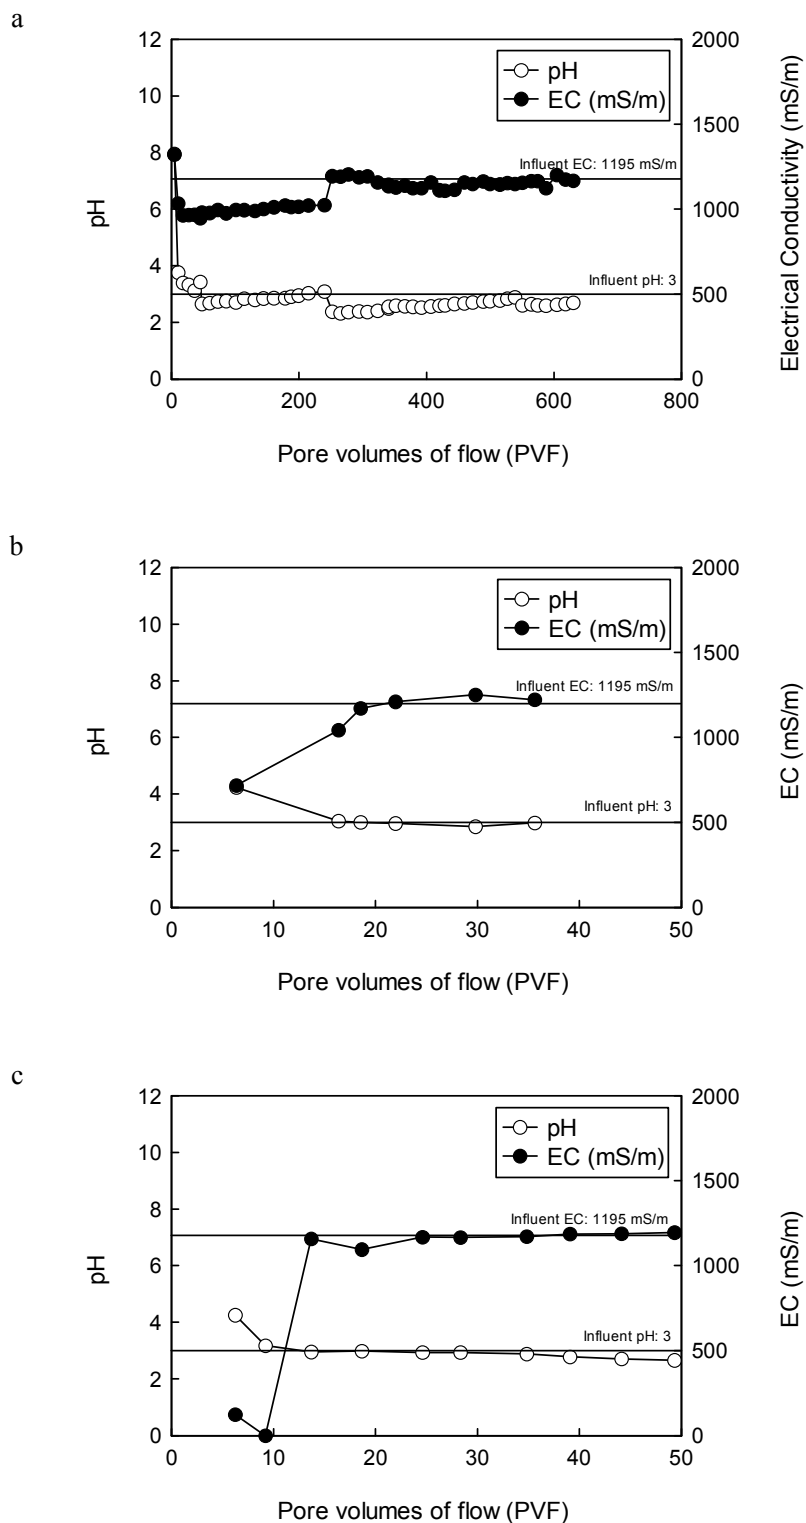 a
12
10
8
6
4
2
0
pH
2000
1500
1000
500
0
Electrical Conductivity (mS/m)
pH
EC (mS/m)
Influent EC: 1195 mS/m
Influent pH: 3
0 200 400 600 800
Pore volumes of flow (PVF)
b
12
10
8
6
4
2
0
pH
2000
1500
1000
500
0
EC (mS/m)
pH
EC (mS/m)
Influent EC: 1195 mS/m
Influent pH: 3
0 10 20 30 40 50
Pore volumes of flow (PVF)
c
12
10
8
6
4
2
0
pH
2000
1500
1000
500
0
EC (mS/m)
pH
EC (mS/m)
Influent EC: 1195 mS/m
Influent pH: 3
0 10 20 30 40 50
Pore volumes of flow (PVF)